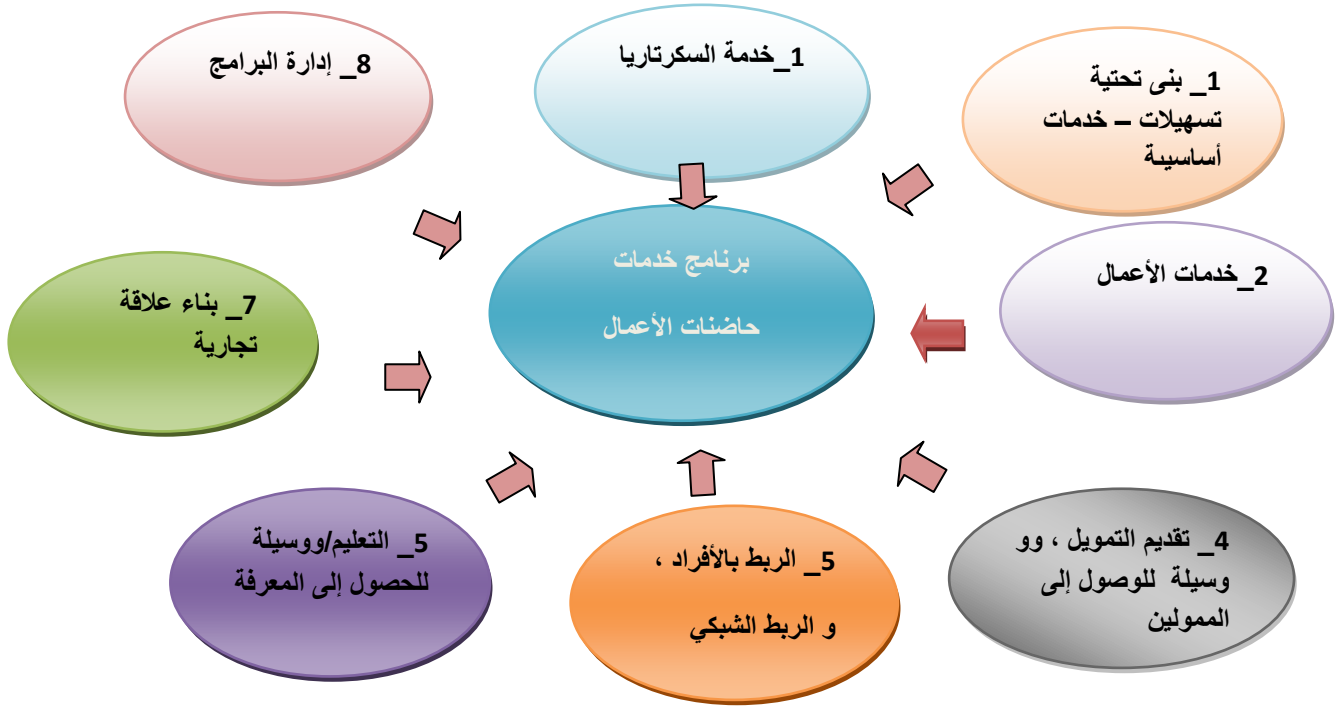 1_خدمة السكرتاريا
1_ بنى تحتية
تسهيلات – خدمات
أساسيبة
2_خدمات الأعمال
4_ تقديم التمويل ، وو
وسيلة للوصول إلى
الممولين
5_ الربط بالأفراد ،
و الربط الشبكي
5_ التعليم/ووسيلة
للحصول إلى المعرفة
7_ بناء علاقة
تجارية
8_ إدارة البرامج
برنامج خدمات
حاضنات الأعمال